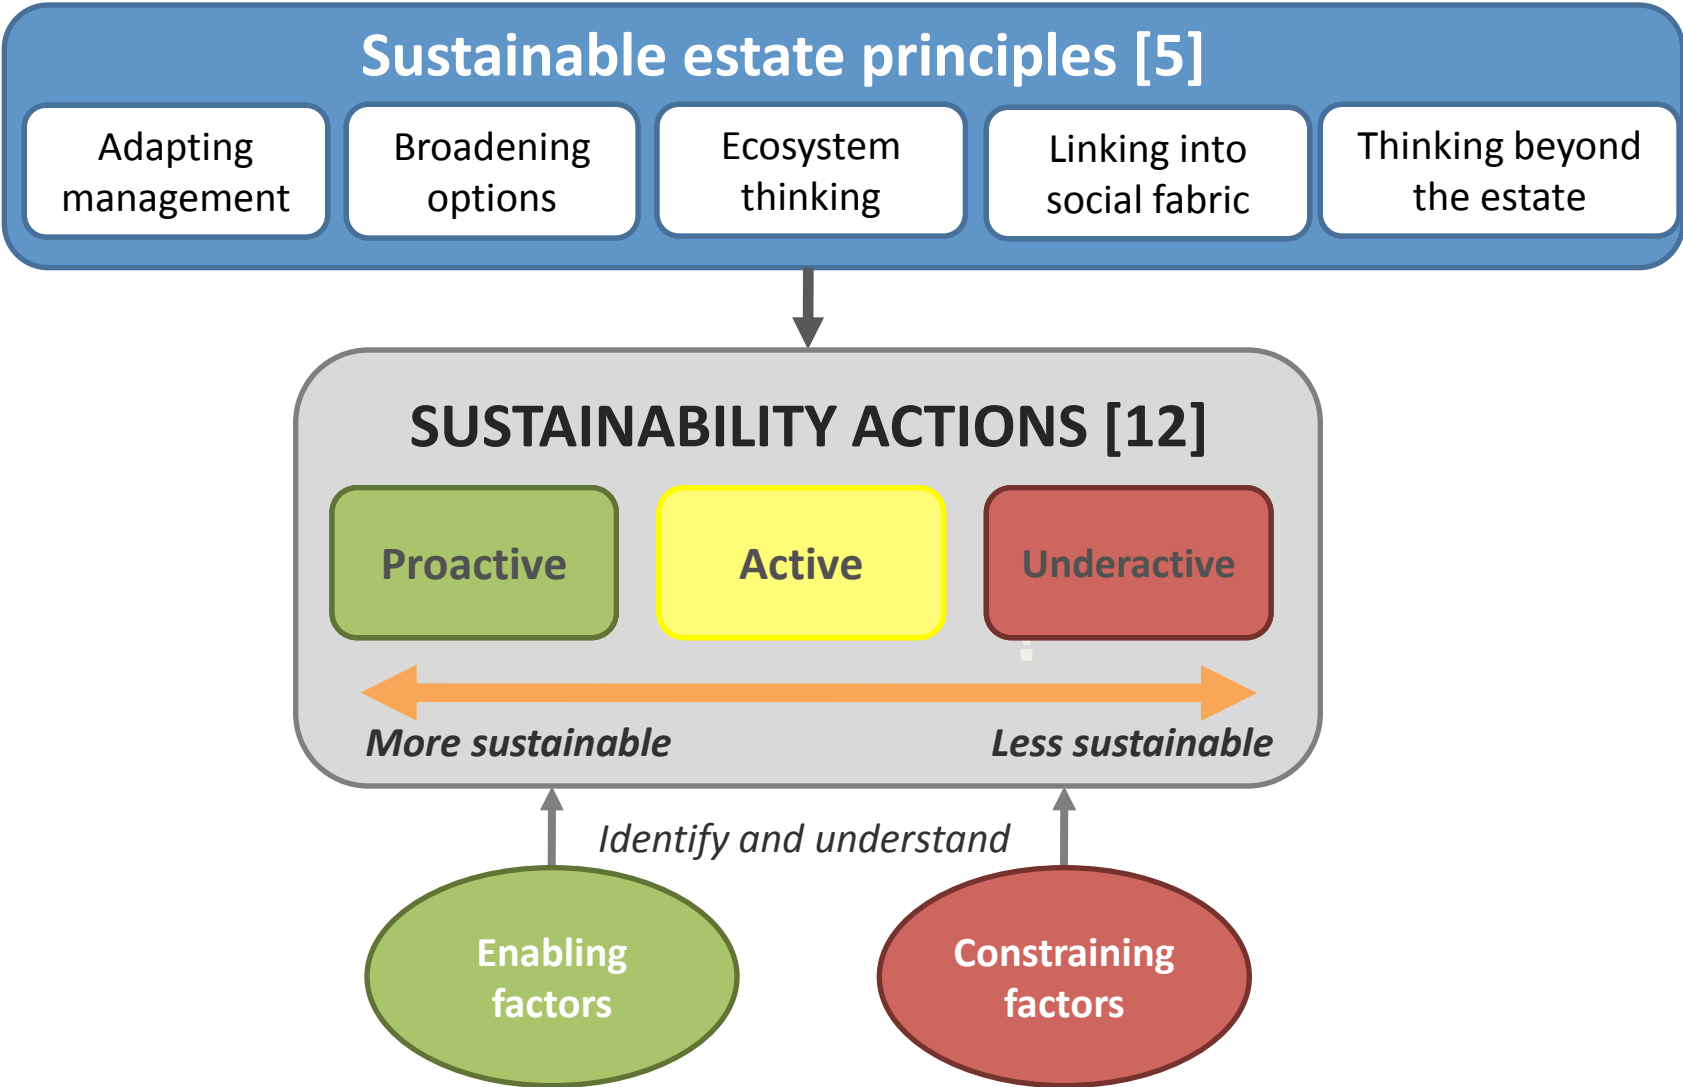 Sustainable estate principles [5]
Adapting
management
Broadening
options
Ecosystem
thinking
Linking into
social fabric
Thinking beyond
the estate
SUSTAINABILITY ACTIONS [12]
Proactive
Active
Underactive
More sustainable
Less sustainable
Identify and understand
Enabling
factors
Constraining
factors